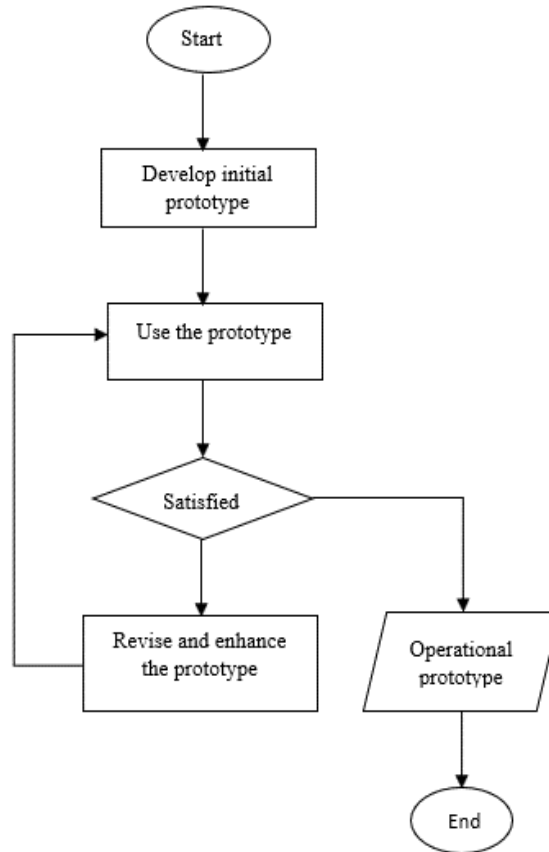 Start
Develop initial
prototype
Use the prototype
Satisfied
Revise and enhance
the prototype
Operational
prototype
End